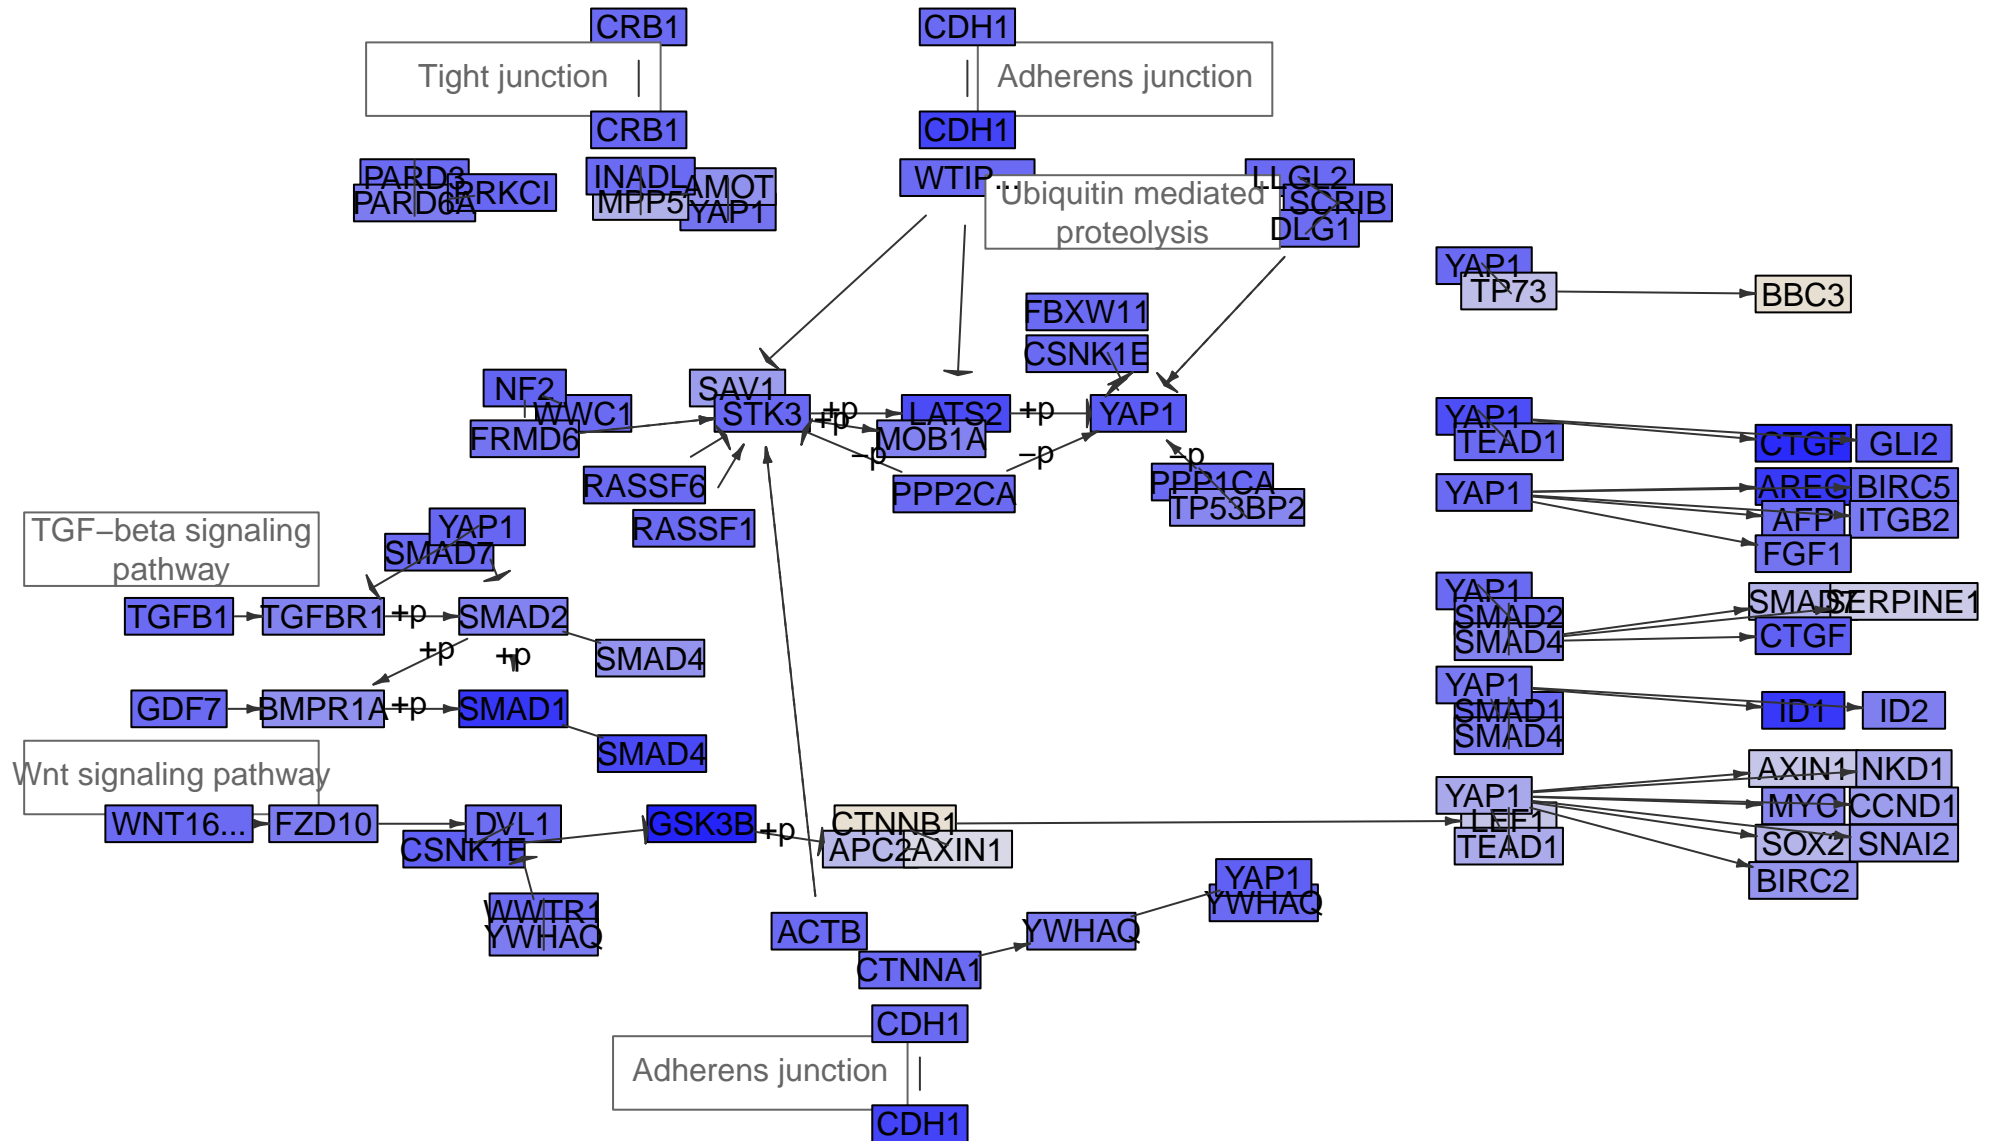 CRB1
CDH1
Tight junction
Adherens junction
CRB1
CDH1
PARD3
PRKCI
PARD6A
INADL
AMOT
MPP5
YAP1
WTIP...
LLGL2
SCRIB
DLG1
Ubiquitin mediated
proteolysis
YAP1
TP73
BBC3
FBXW11
CSNK1E
NF2
WWC1
FRMD6
SAV1
STK3
+p
+p
LATS2
MOB1A
+p
YAP1
−p
−p
−p
RASSF6
RASSF1
PPP2CA
PPP1CA
TP53BP2
YAP1
TEAD1
CTGF
GLI2
YAP1
AREG
BIRC5
AFP
ITGB2
FGF1
TGF−beta signaling
pathway
YAP1
SMAD7
TGFB1
TGFBR1
+p
SMAD2
+p
+p
SMAD4
YAP1
SMAD2
SMAD4
SMAD7
SERPINE1
CTGF
GDF7
BMPR1A
+p
SMAD1
SMAD4
YAP1
SMAD1
SMAD4
ID1
ID2
Wnt signaling pathway
WNT16...
FZD10
DVL1
CSNK1E
GSK3B
+p
CTNNB1
APC2
AXIN1
YAP1
LEF1
TEAD1
AXIN1
NKD1
MYC
CCND1
SOX2
SNAI2
BIRC2
WWTR1
YWHAQ
ACTB
CTNNA1
YWHAQ
YAP1
YWHAQ
CDH1
Adherens junction
CDH1